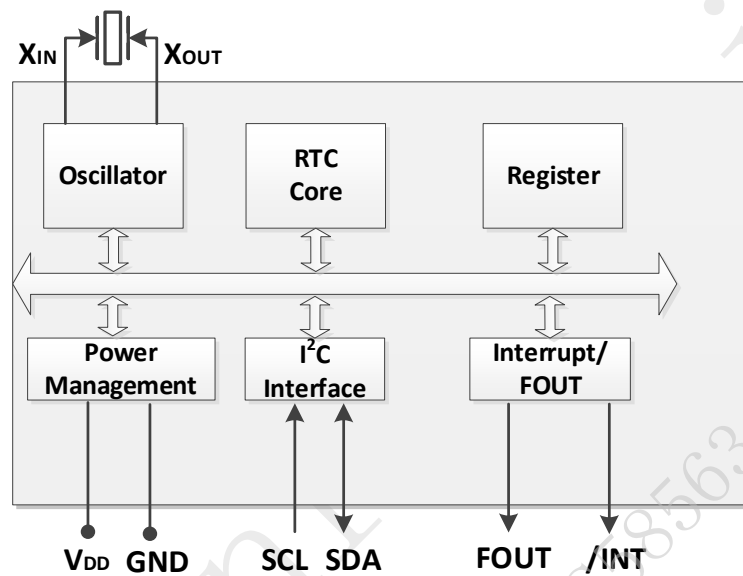 XIN XOUT
Oscillator
RTC
Core
Register
Power
Management
I²C
Interface
Interrupt/
FOUT
VDD GND SCL SDA FOUT /INT